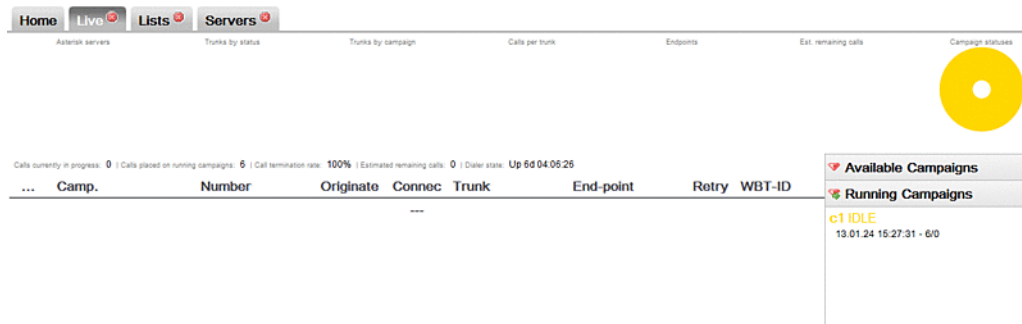 Home Live Lists Servers
Asterisk servers Trunks by status Trunks by campaign Calls per trunk Endpoints Est. remaining calls Campaign statuses
Calls currently in progress: 0 | Calls placed on running campaigns: 6 | Call termination rate: 100% | Estimated remaining calls: 0 | Dialer state: Up 6d 04:06:26
... Camp. Number Originate Connec Trunk End-point Retry WBT-ID
---
Available Campaigns
Running Campaigns
c1 IDLE
13.01.24 15:27:31 - 6/0